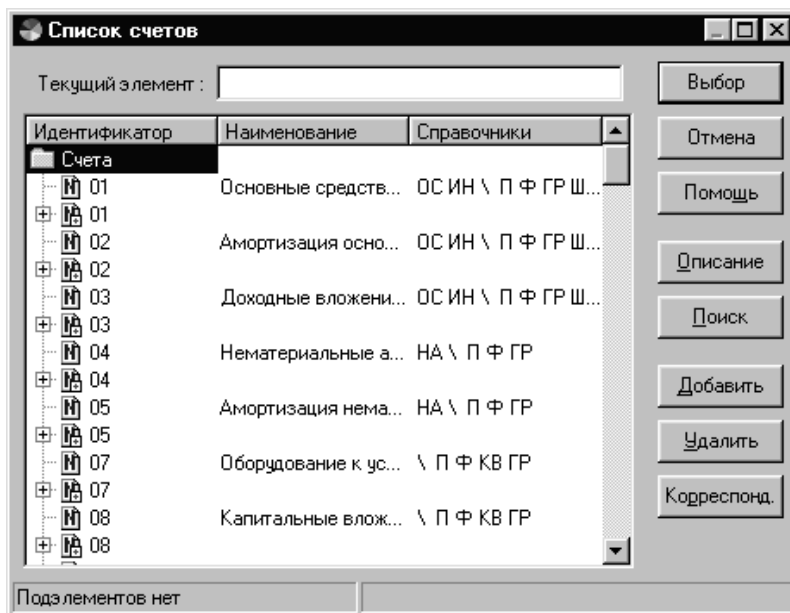 Список счетов
Текущий элемент :
Выбор
Идентификатор Наименование Справочники
Отмена
Счета
01 Основные средств... ОС ИН \ П Ф ГР Ш...
Помощь
01
02 Амортизация осно... ОС ИН \ П Ф ГР Ш...
02
Описание
03 Доходные вложени... ОС ИН \ П Ф ГР Ш...
03
Поиск
04 Нематериальные а... НА \ П Ф ГР
04
Добавить
05 Амортизация нема... НА \ П Ф ГР
05
Удалить
07 Оборудование к ус... \ П Ф КВ ГР
07
Корреспонд.
08 Капитальные влож... \ П Ф КВ ГР
08
Подэлементов нет